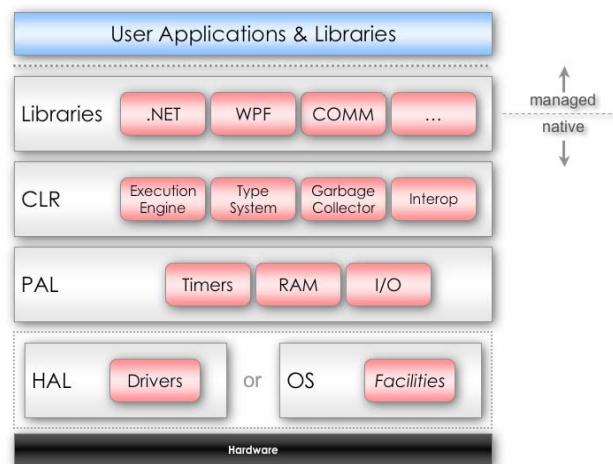 User Applications & Libraries
Libraries
.NET
WPF
COMM
...
managed
native
CLR
Execution
Engine
Type
System
Garbage
Collector
Interop
PAL
Timers
RAM
I/O
HAL
Drivers
or
OS
Facilities
Hardware